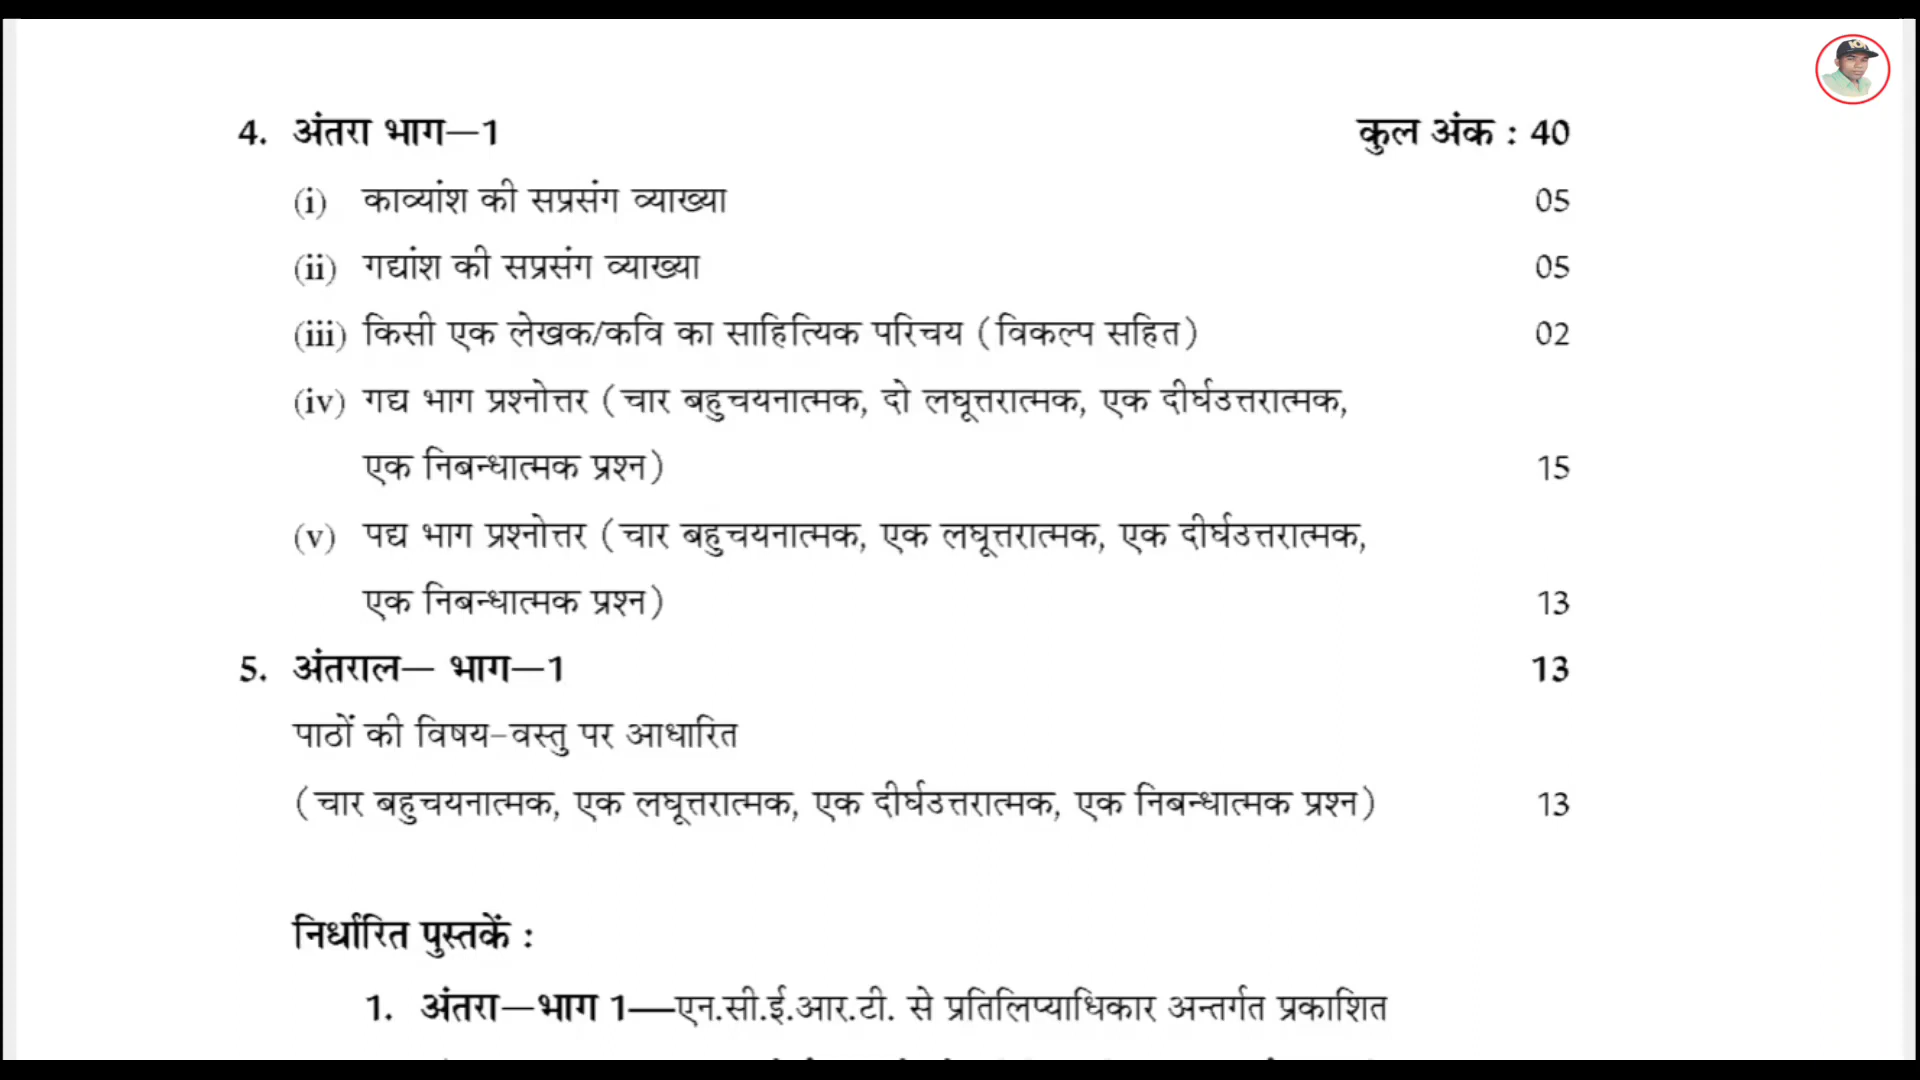 4. अंतरा भाग—1 कुल अंक : 40
(i) काव्यांश की सप्रसंग व्याख्या 05
(ii) गद्यांश की सप्रसंग व्याख्या 05
(iii) किसी एक लेखक/कवि का साहित्यिक परिचय (विकल्प सहित) 02
(iv) गद्य भाग प्रश्नोत्तर (चार बहुचयनात्मक, दो लघूत्तरात्मक, एक दीर्घउत्तरात्मक,
एक निबन्धात्मक प्रश्न) 15
(v) पद्य भाग प्रश्नोत्तर (चार बहुचयनात्मक, एक लघूत्तरात्मक, एक दीर्घउत्तरात्मक,
एक निबन्धात्मक प्रश्न) 13
5. अंतराल— भाग—1 13
पाठों की विषय-वस्तु पर आधारित
(चार बहुचयनात्मक, एक लघूत्तरात्मक, एक दीर्घउत्तरात्मक, एक निबन्धात्मक प्रश्न) 13
निर्धारित पुस्तकें :
1. अंतरा—भाग 1—एन.सी.ई.आर.टी. से प्रतिलिप्याधिकार अन्तर्गत प्रकाशित